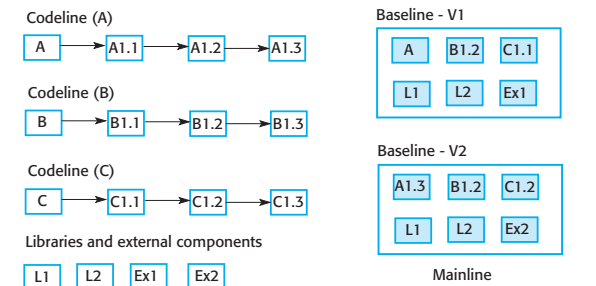 Codeline (A)
A A1.1 A1.2 A1.3
Codeline (B)
B B1.1 B1.2 B1.3
Codeline (C)
C C1.1 C1.2 C1.3
Libraries and external components
L1 L2 Ex1 Ex2
Baseline - V1
A B1.2 C1.1
L1 L2 Ex1
Baseline - V2
A1.3 B1.2 C1.2
L1 L2 Ex2
Mainline